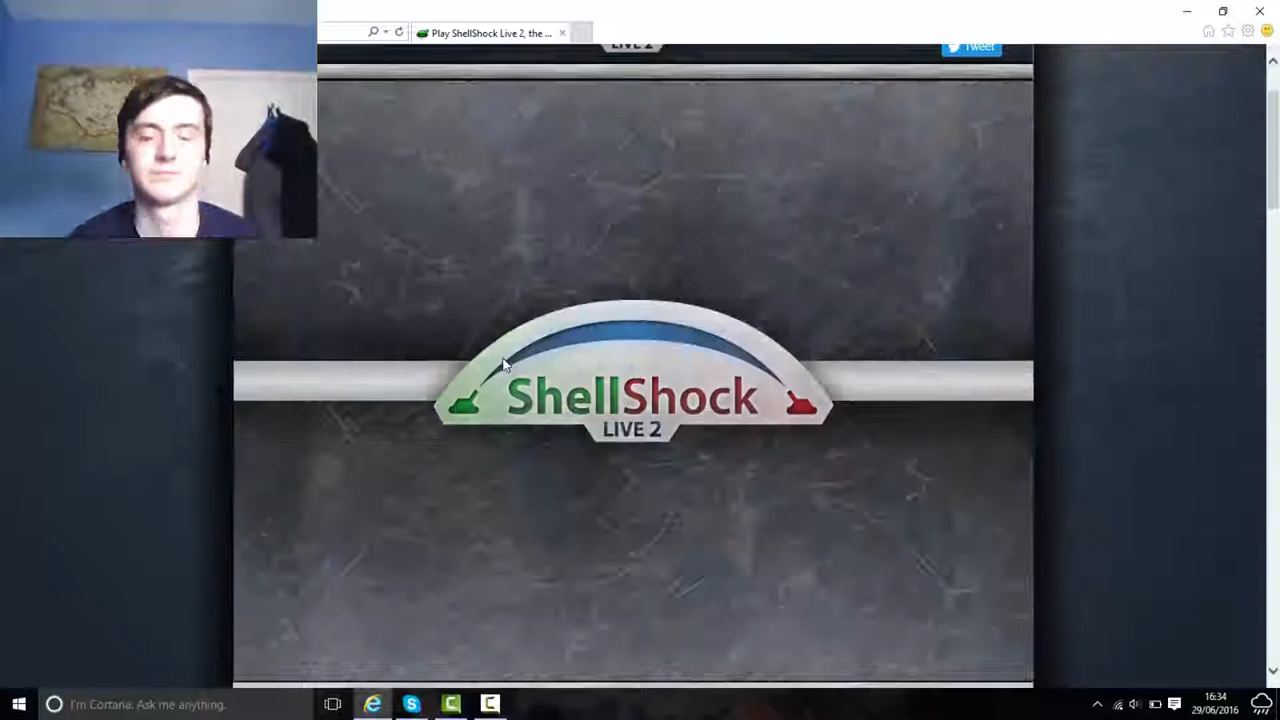 Play ShellShock Live 2, the ...
LIVE 2
Tweet
ShellShock
LIVE 2
I'm Cortana. Ask me anything.
16:34
29/06/2016